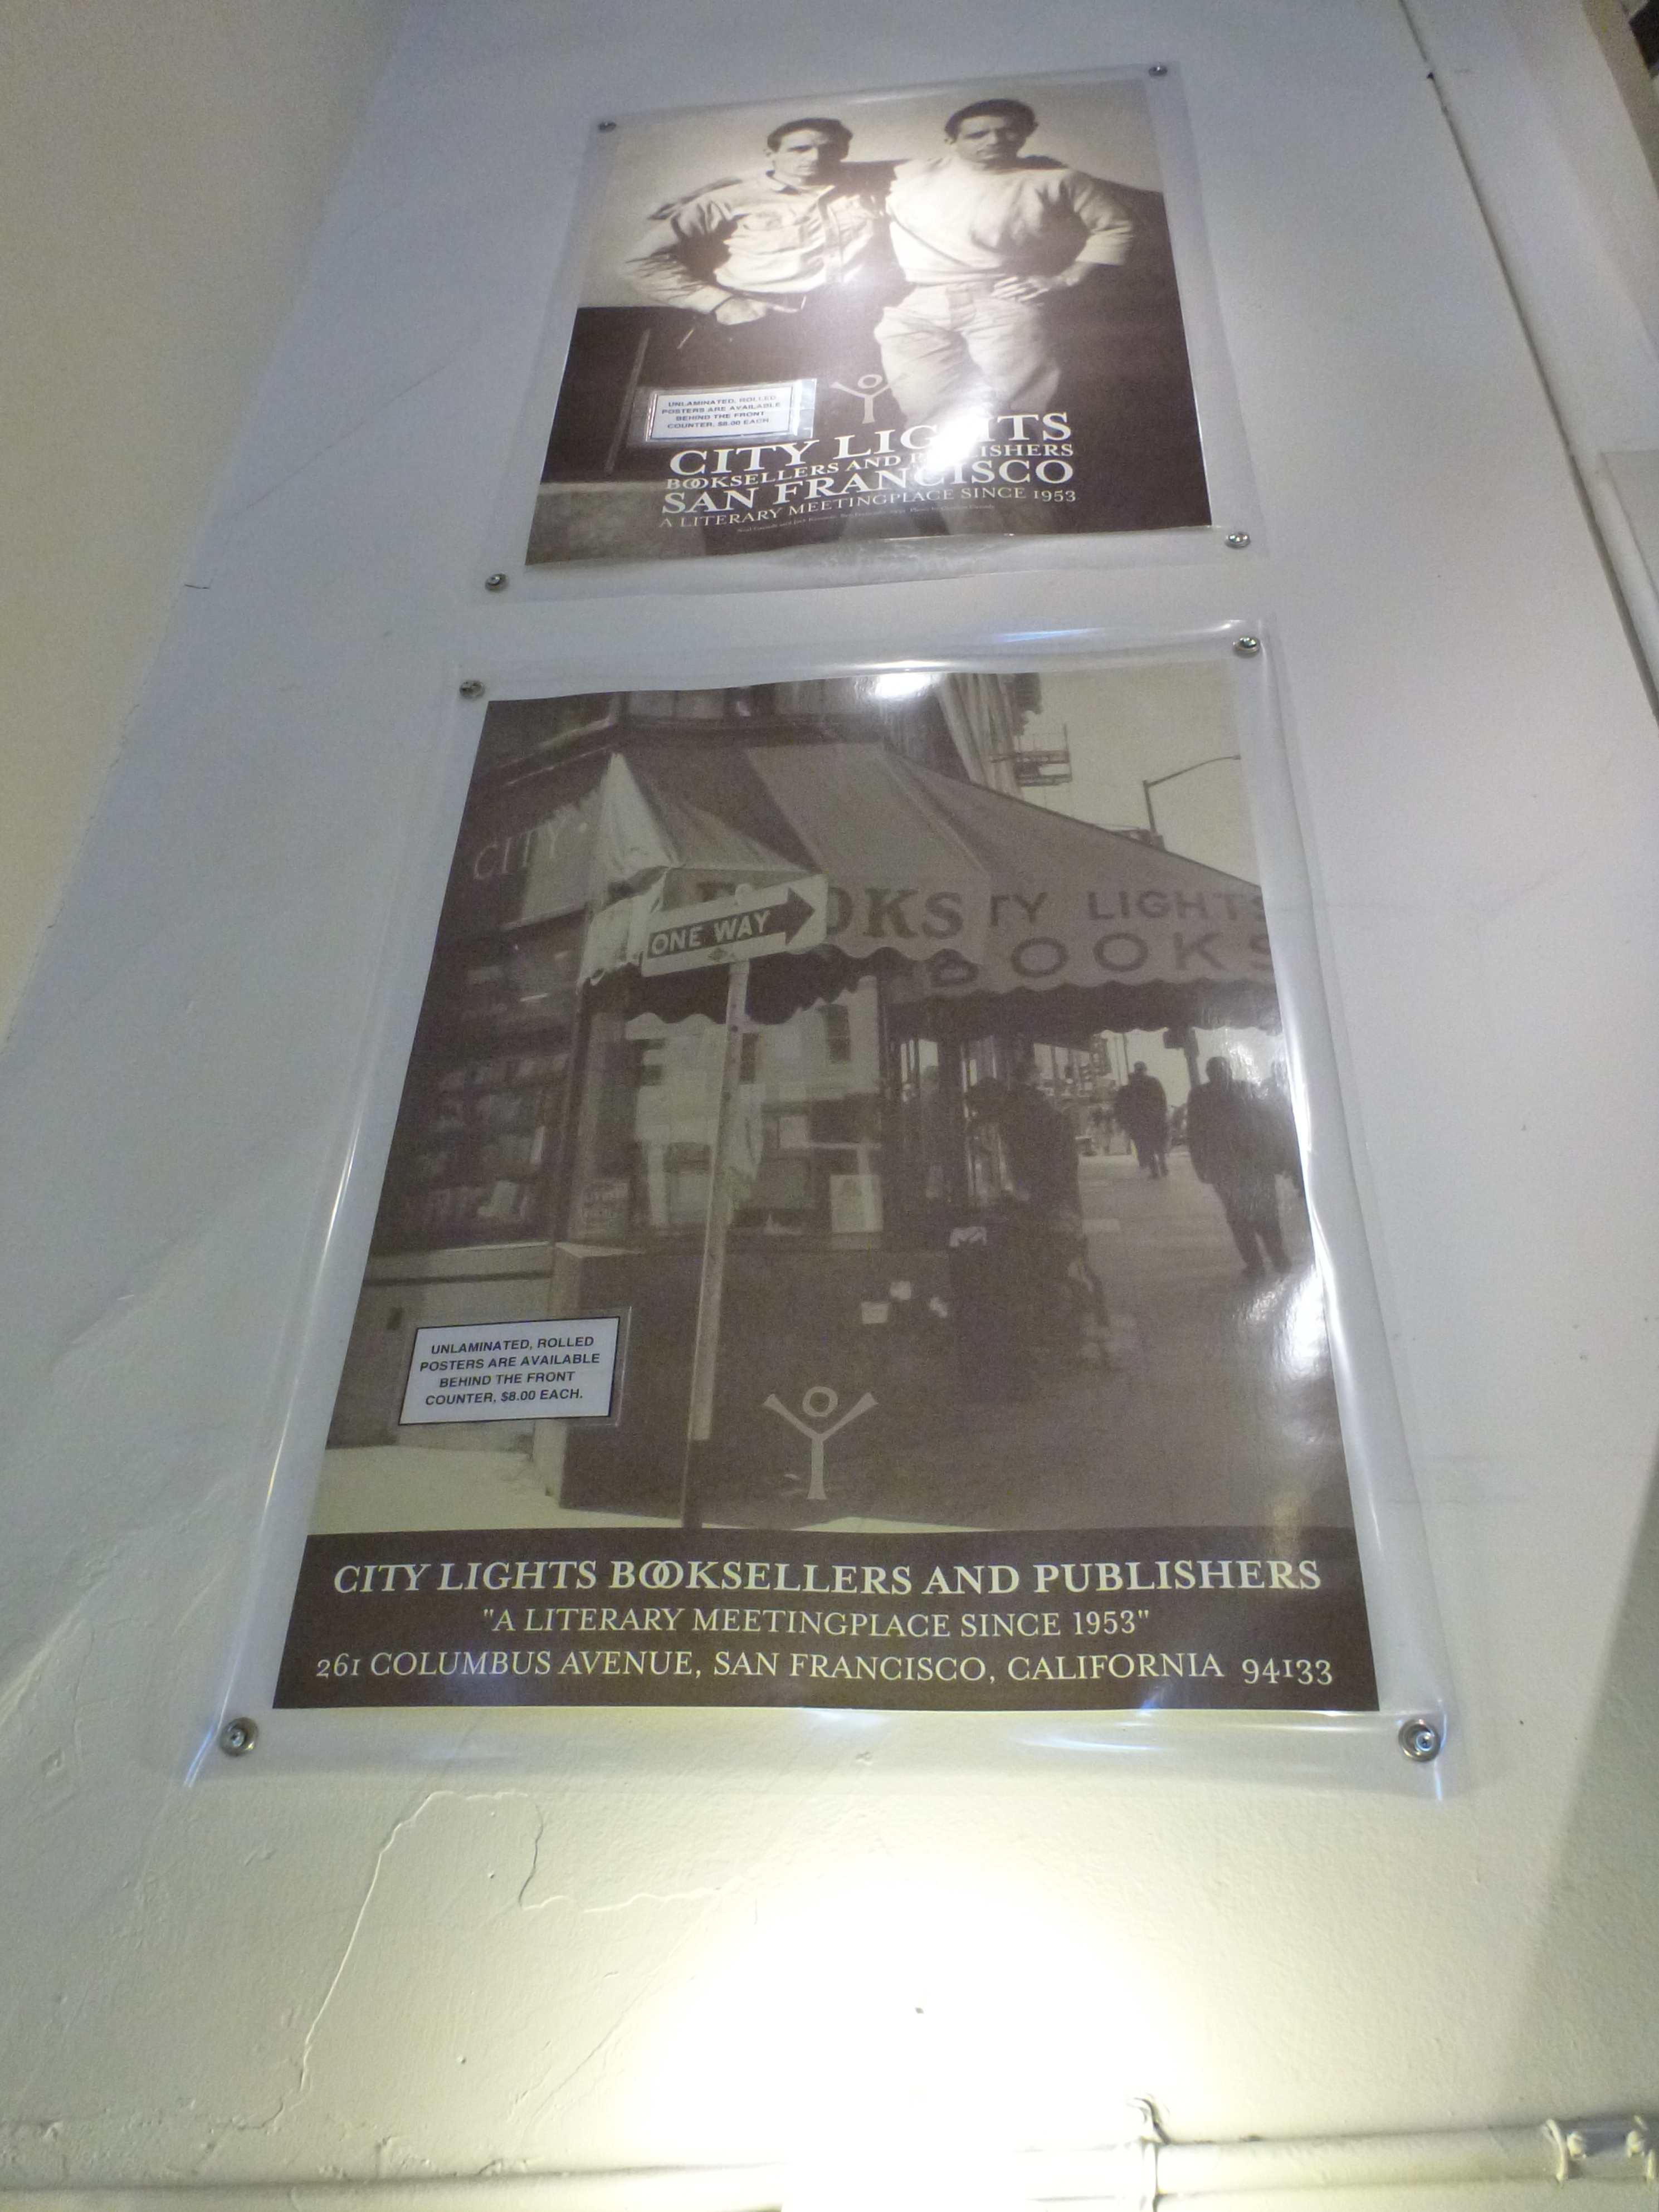 UNLAMINATED, ROLLED
POSTERS ARE AVAILABLE
BEHIND THE FRONT
COUNTER, $8.00 EACH.
CITY LIGHTS
BOOKSELLERS AND PUBLISHERS
SAN FRANCISCO
A LITERARY MEETINGPLACE SINCE 1953
CITY
OKS
TY LIGHTS
BOOKS
ONE WAY
UNLAMINATED, ROLLED
POSTERS ARE AVAILABLE
BEHIND THE FRONT
COUNTER, $8.00 EACH.
CITY LIGHTS BOOKSELLERS AND PUBLISHERS
"A LITERARY MEETINGPLACE SINCE 1953"
261 COLUMBUS AVENUE, SAN FRANCISCO, CALIFORNIA 94133